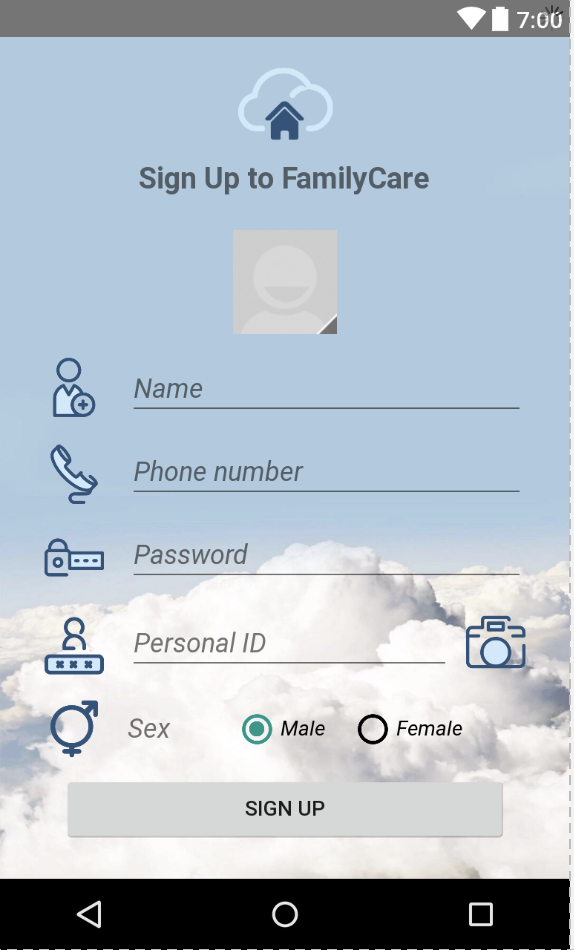 7:00
Sign Up to FamilyCare
Name
Phone number
Password
Personal ID
Sex Male Female
SIGN UP